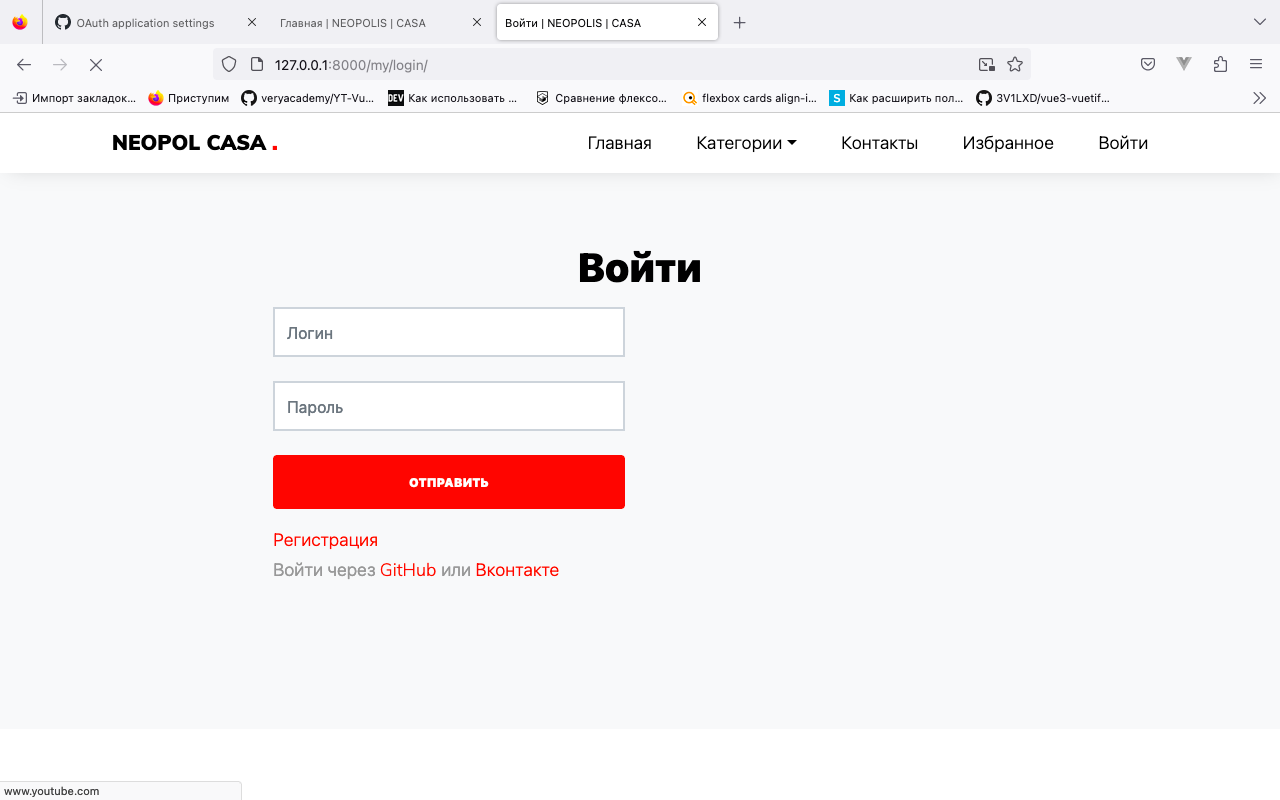 OAuth application settings
Главная | NEOPOLIS | CASA
Войти | NEOPOLIS | CASA
127.0.0.1:8000/my/login/
Импорт закладок...
Приступим
veryacademy/YT-Vu...
DEV
Как использовать ...
Сравнение флексо...
flexbox cards align-i...
S
Как расширить пол...
3V1LXD/vue3-vuetif...
NEOPOL CASA .
Главная
Категории
Контакты
Избранное
Войти
Войти
Логин
Пароль
ОТПРАВИТЬ
Регистрация
Войти через GitHub или Вконтакте
www.youtube.com